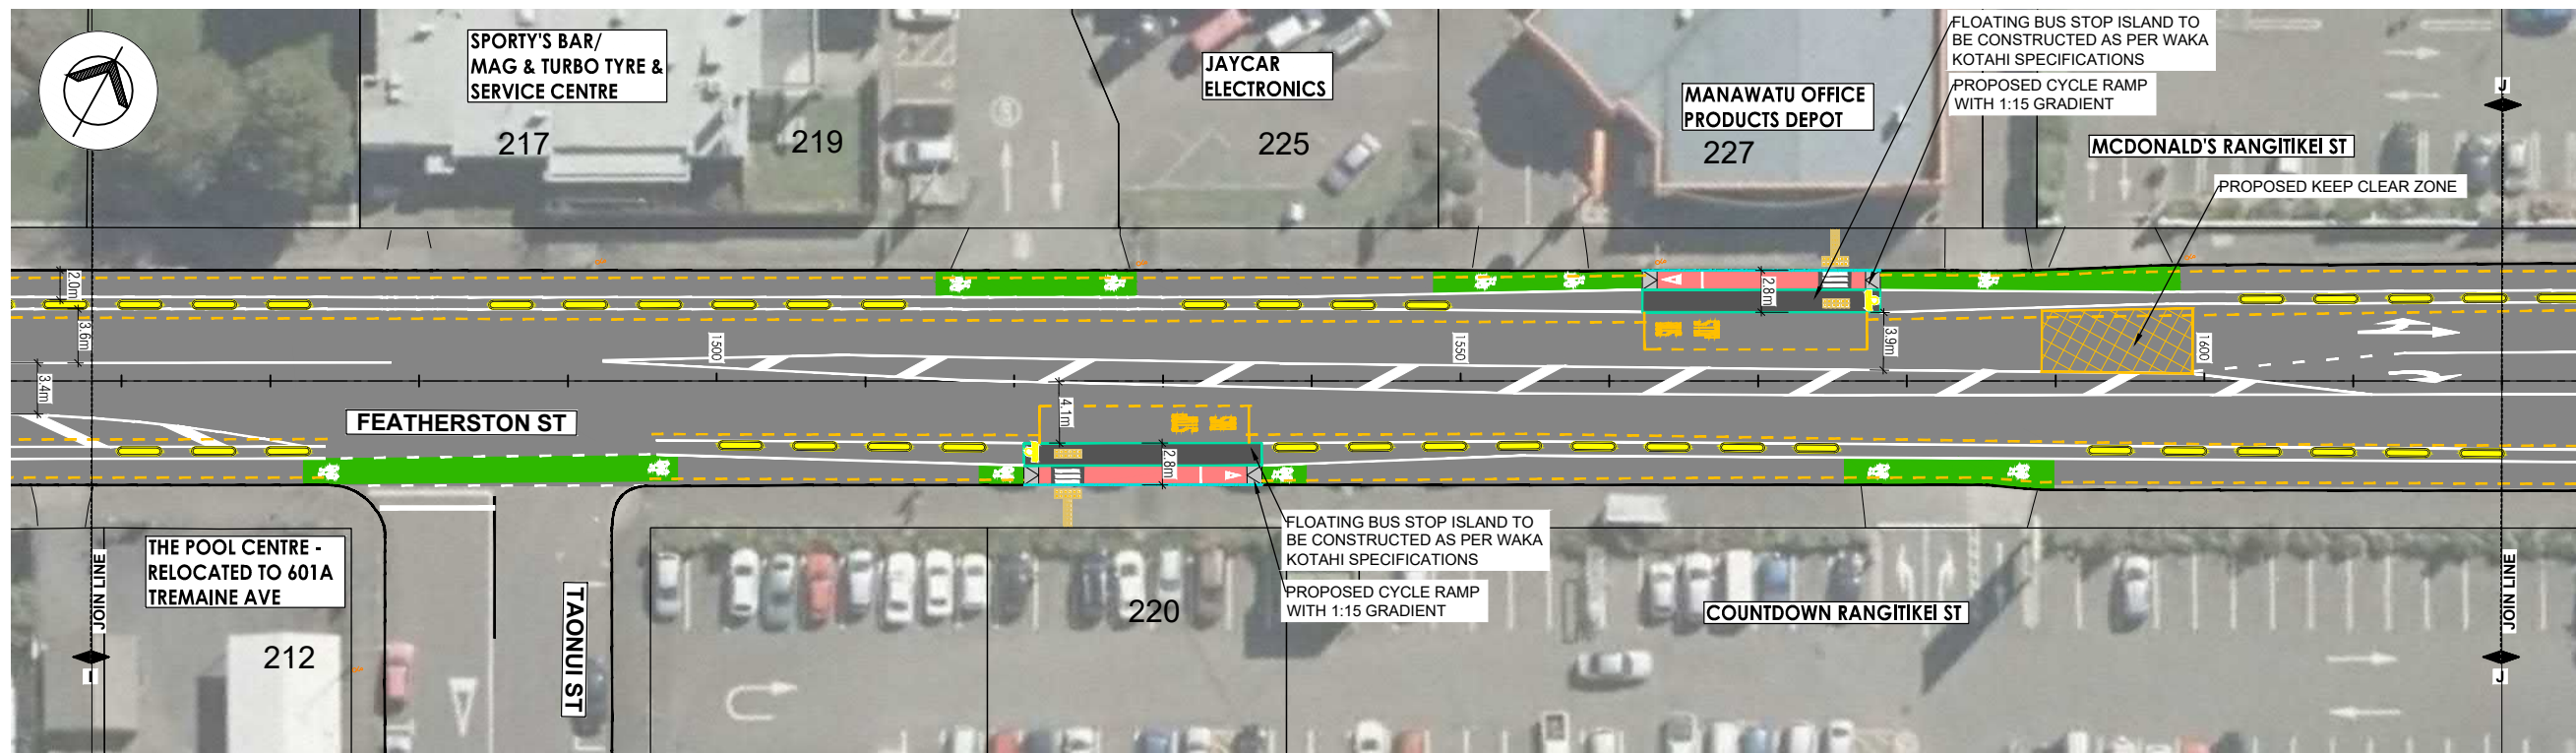 SPORTY'S BAR/
MAG & TURBO TYRE &
SERVICE CENTRE
217
219
JAYCAR
ELECTRONICS
225
MANAWATU OFFICE
PRODUCTS DEPOT
227
FLOATING BUS STOP ISLAND TO
BE CONSTRUCTED AS PER WAKA
KOTAHI SPECIFICATIONS
PROPOSED CYCLE RAMP
WITH 1:15 GRADIENT
MCDONALD'S RANGITIKEI ST
PROPOSED KEEP CLEAR ZONE
J
2.0m
3.6m
3.4m
1500
1550
1600
2.8m
3.9m
4.1m
2.8m
FEATHERSTON ST
THE POOL CENTRE -
RELOCATED TO 601A
TREMAINE AVE
212
JOIN LINE
I
TAONUI ST
220
FLOATING BUS STOP ISLAND TO
BE CONSTRUCTED AS PER WAKA
KOTAHI SPECIFICATIONS
PROPOSED CYCLE RAMP
WITH 1:15 GRADIENT
COUNTDOWN RANGITIKEI ST
JOIN LINE
J